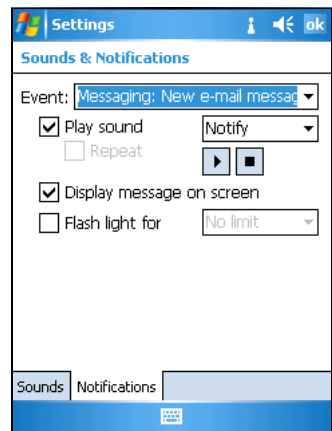 Settings ok
Sounds & Notifications
Event: Messaging: New e-mail messag
Play sound Notify
Repeat
Display message on screen
Flash light for No limit
Sounds Notifications